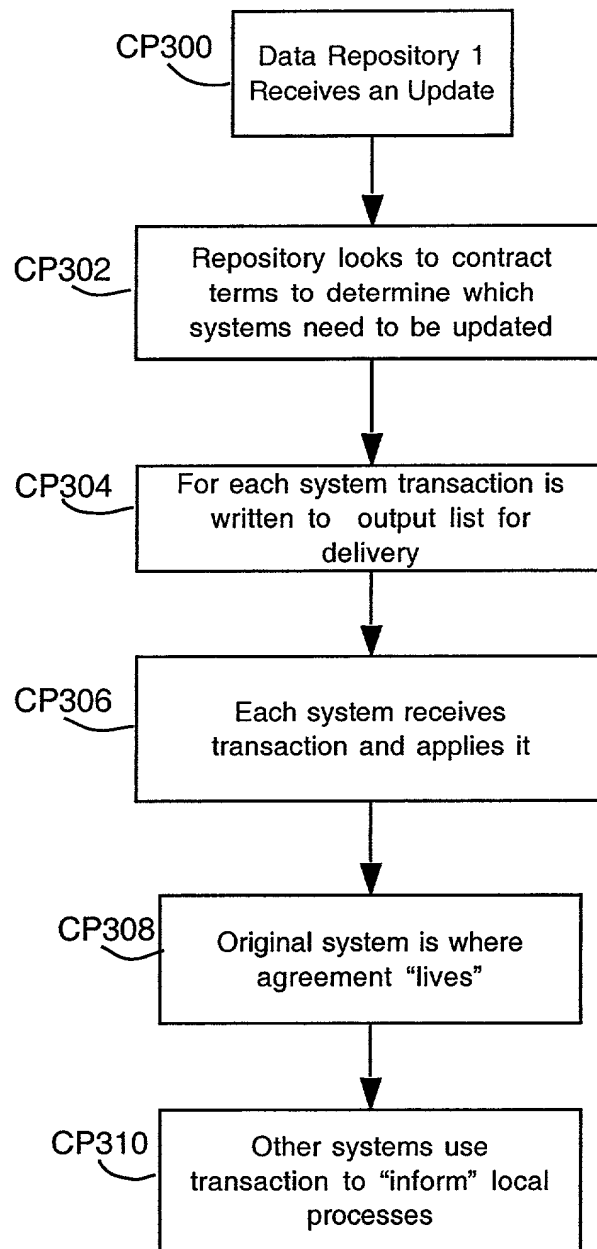 CP300
Data Repository 1
Receives an Update
CP302
Repository looks to contract
terms to determine which
systems need to be updated
CP304
For each system transaction is
written to output list for
delivery
CP306
Each system receives
transaction and applies it
CP308
Original system is where
agreement “lives”
CP310
Other systems use
transaction to “inform” local
processes